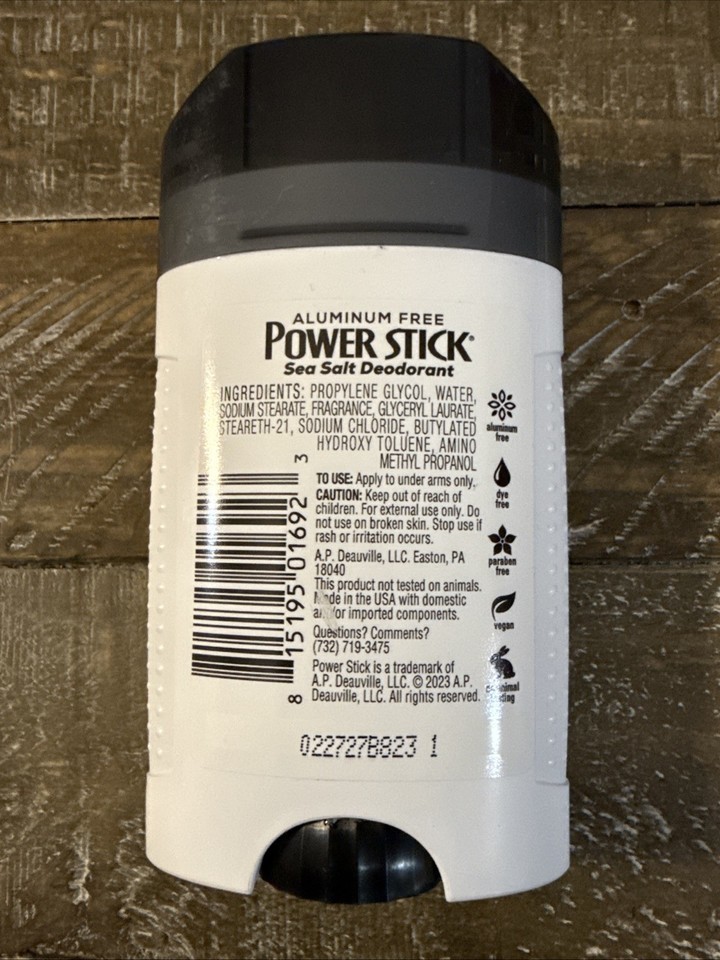 ALUMINUM FREE
POWER STICK®
Sea Salt Deodorant
INGREDIENTS: PROPYLENE GLYCOL, WATER,
SODIUM STEARATE, FRAGRANCE, GLYCERYL LAURATE,
STEARETH-21, SODIUM CHLORIDE, BUTYLATED
HYDROXY TOLUENE, AMINO
METHYL PROPANOL
TO USE: Apply to under arms only.
CAUTION: Keep out of reach of
children. For external use only. Do
not use on broken skin. Stop use if
rash or irritation occurs.
A.P. Deauville, LLC. Easton, PA
18040
This product not tested on animals.
Made in the USA with domestic
and/or imported components.
Questions? Comments?
(732) 719-3475
Power Stick is a trademark of
A.P. Deauville, LLC. © 2023 A.P.
Deauville, LLC. All rights reserved.
8 15195 01692 3
aluminum
free
dye
free
paraben
free
vegan
022727B823 1